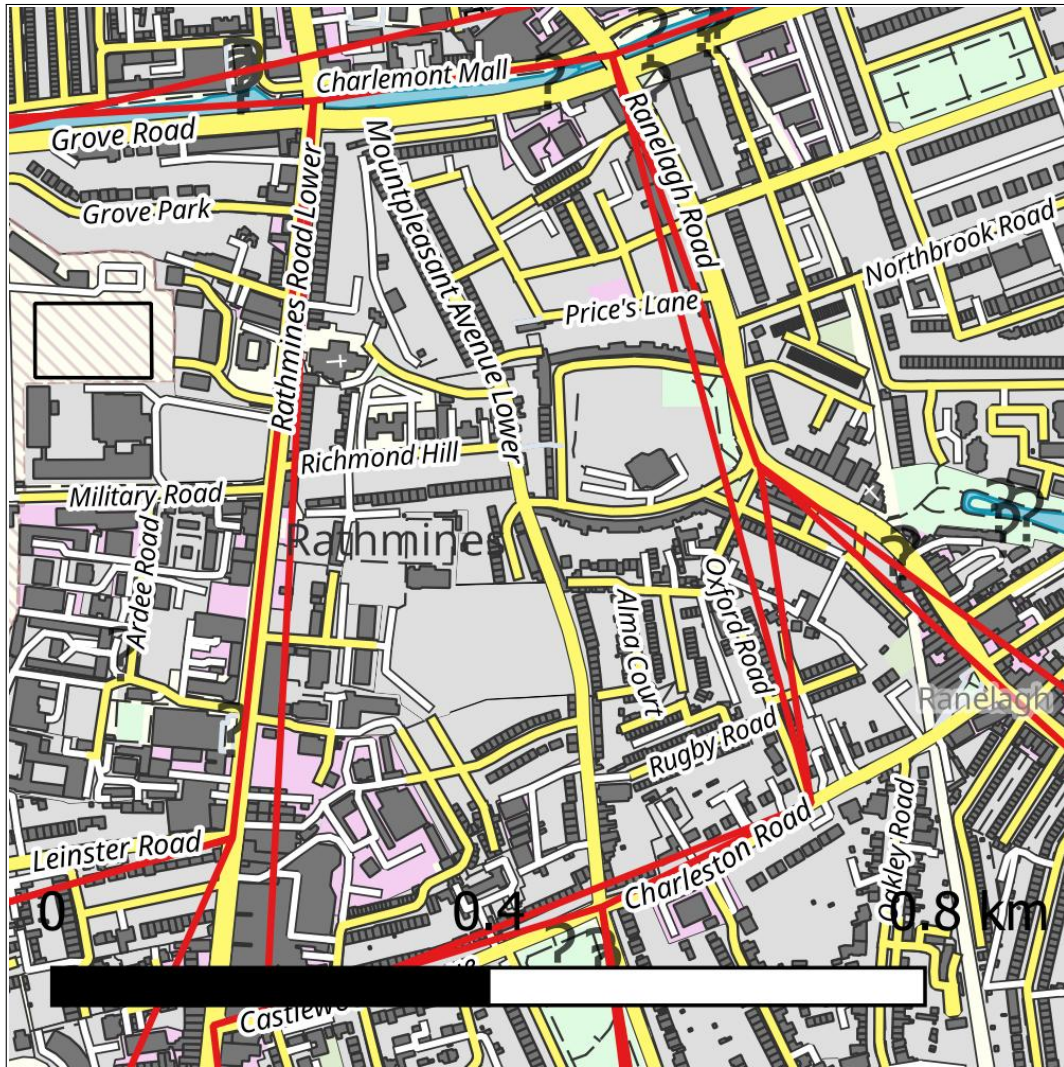 Charlemont Mall
Grove Road
Ranelagh Road
Mountpleasant Avenue Lower
Rathmines Road Lower
Grove Park
Northbrook Road
Price's Lane
Richmond Hill
Military Road
Rathmines
Ardee Road
Oxford Road
Alma Court
Ranelagh
Rugby Road
Leinster Road
Charleston Road
Oakley Road
0 0.4 0.8 km